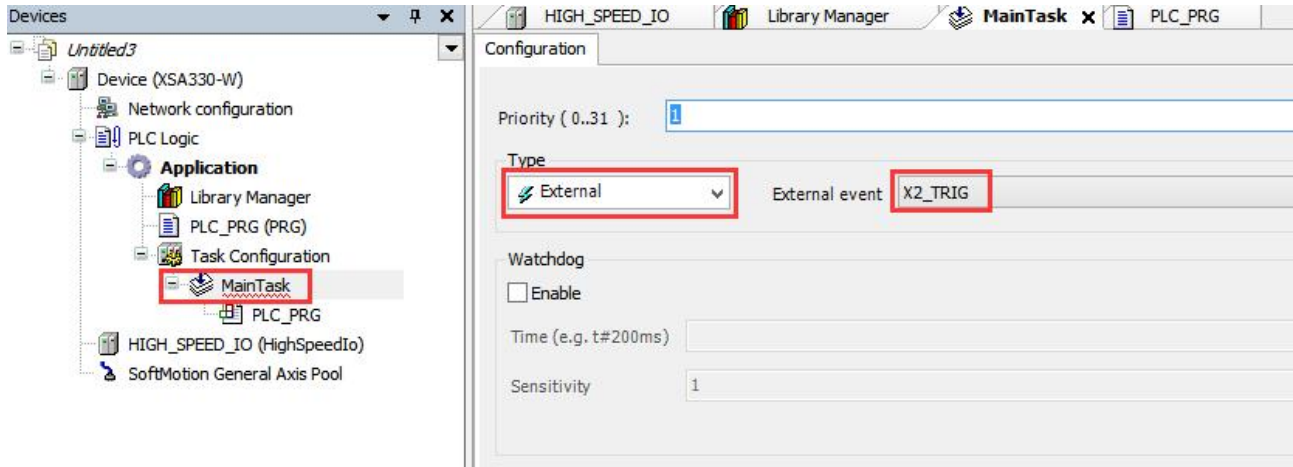 Devices
Untitled3
Device (XSA330-W)
Network configuration
PLC Logic
Application
Library Manager
PLC_PRG (PRG)
Task Configuration
MainTask
PLC_PRG
HIGH_SPEED_IO (HighSpeedIo)
SoftMotion General Axis Pool
HIGH_SPEED_IO Library Manager MainTask PLC_PRG
Configuration
Priority ( 0..31 ): 1
Type
External External event X2_TRIG
Watchdog
Enable
Time (e.g. t#200ms)
Sensitivity 1